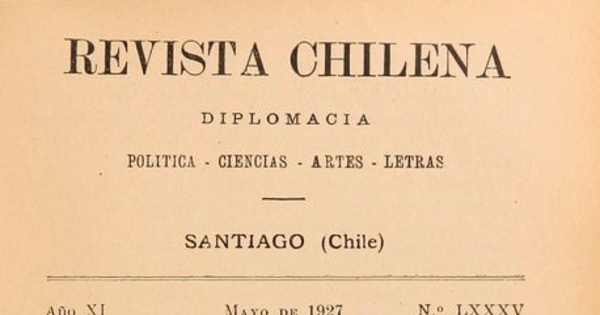 REVISTA CHILENA
DIPLOMACIA
POLITICA - CIENCIAS - ARTES - LETRAS
SANTIAGO (Chile)
Año XI MAYO DE 1927 N.º LXXXV